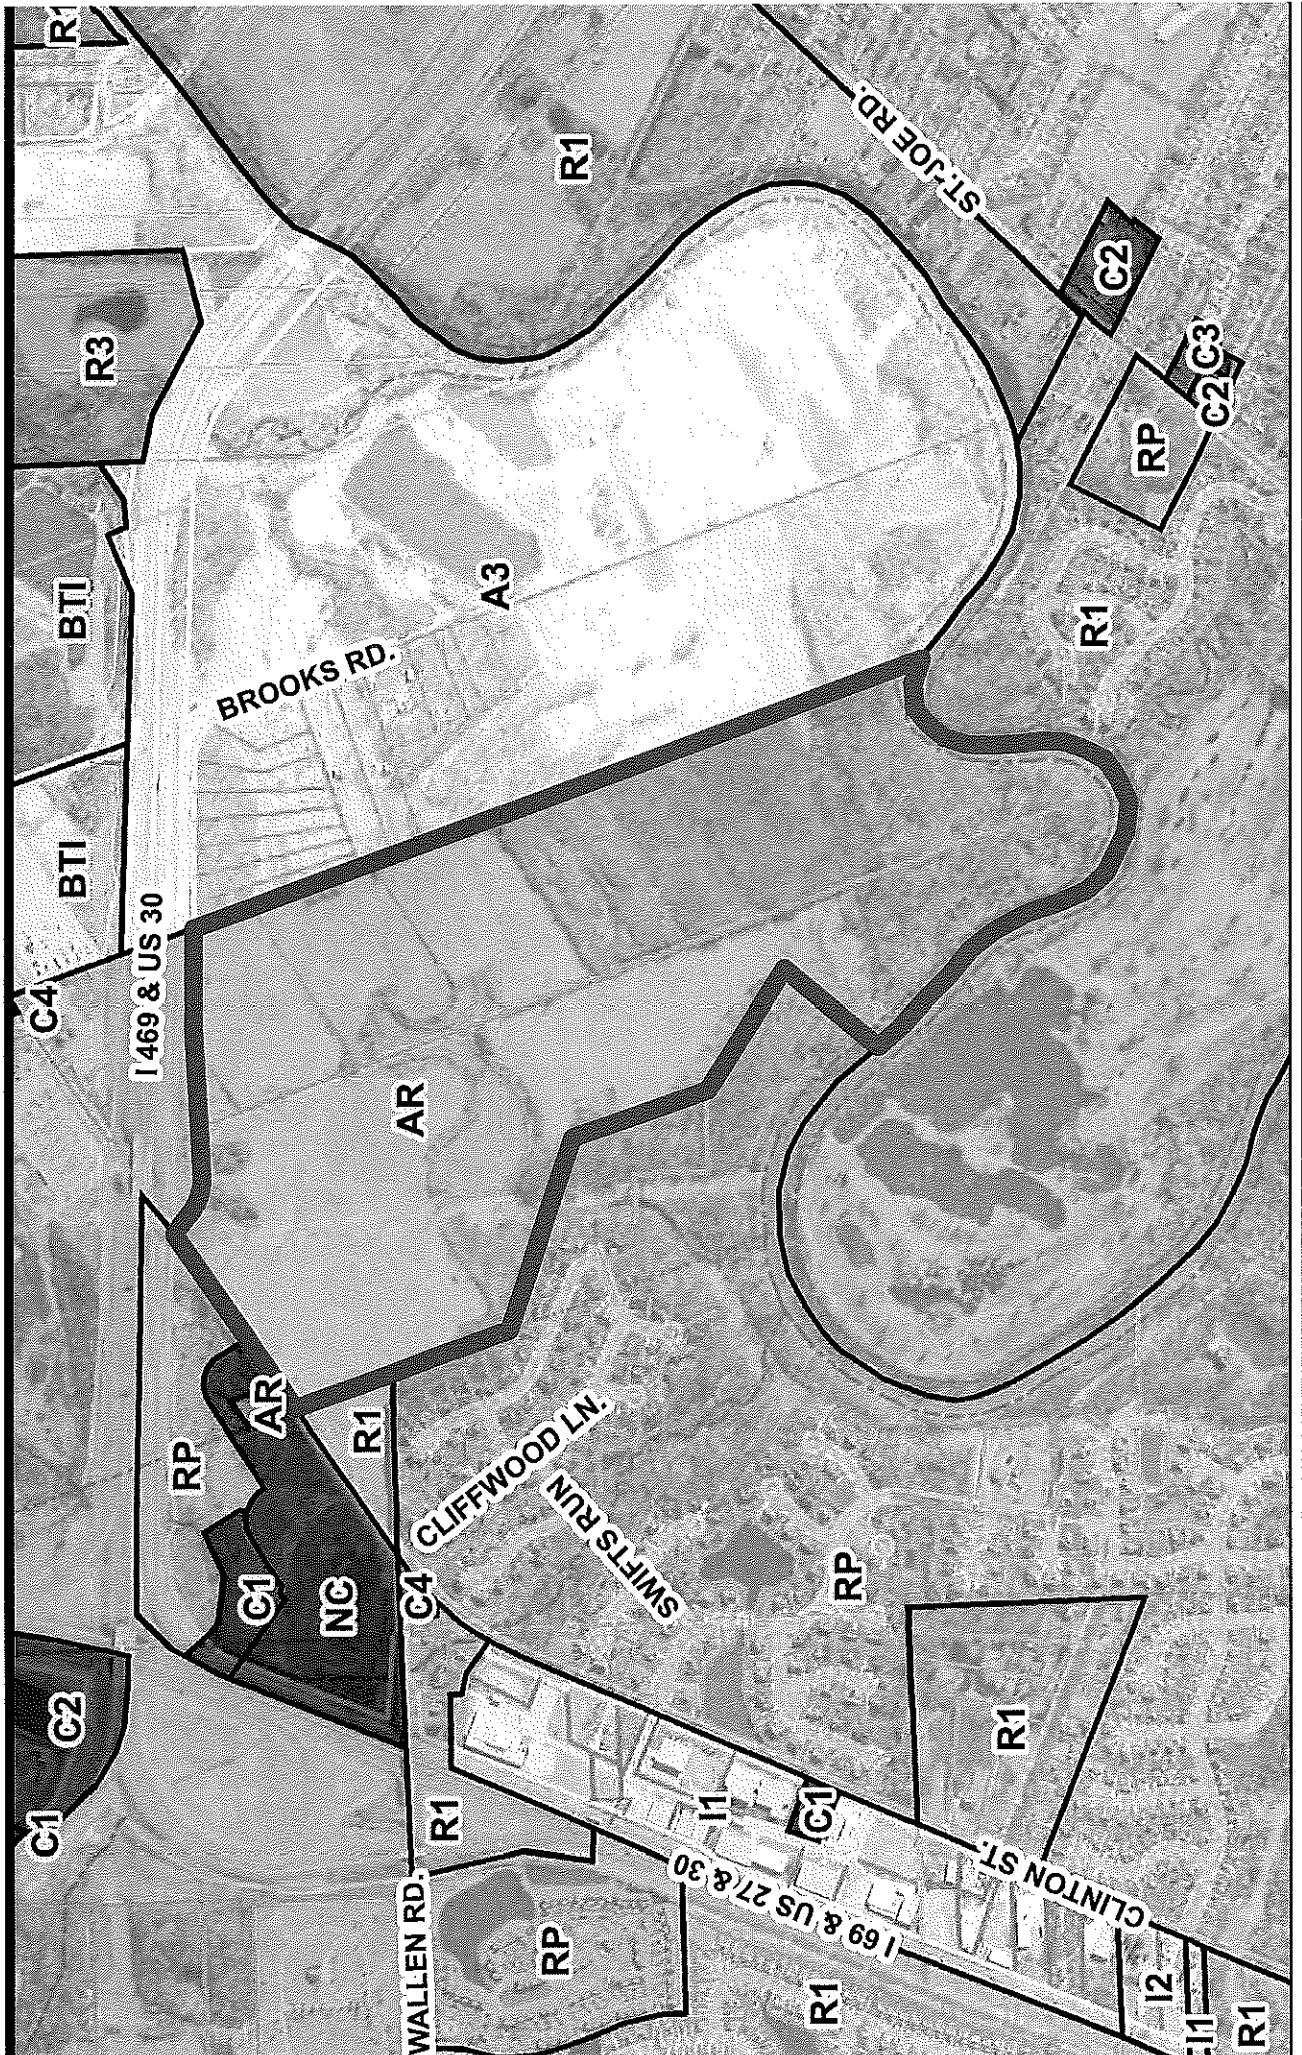 C1
C4
R1
C2
BTI
BTI
R3
I 469 & US 30
RP
C1
AR
BROOKS RD.
NC
R1
WALLEN RD.
C4
AR
R1
A3
CLIFFWOOD LN.
RP
R1
SWIFTS RUN
I1
I 69 & US 27 & 30
C1
R1
RP
ST. JOE RD.
R1
CLINTON ST.
R1
C2
RP
I2
I1
C2
C3
R1